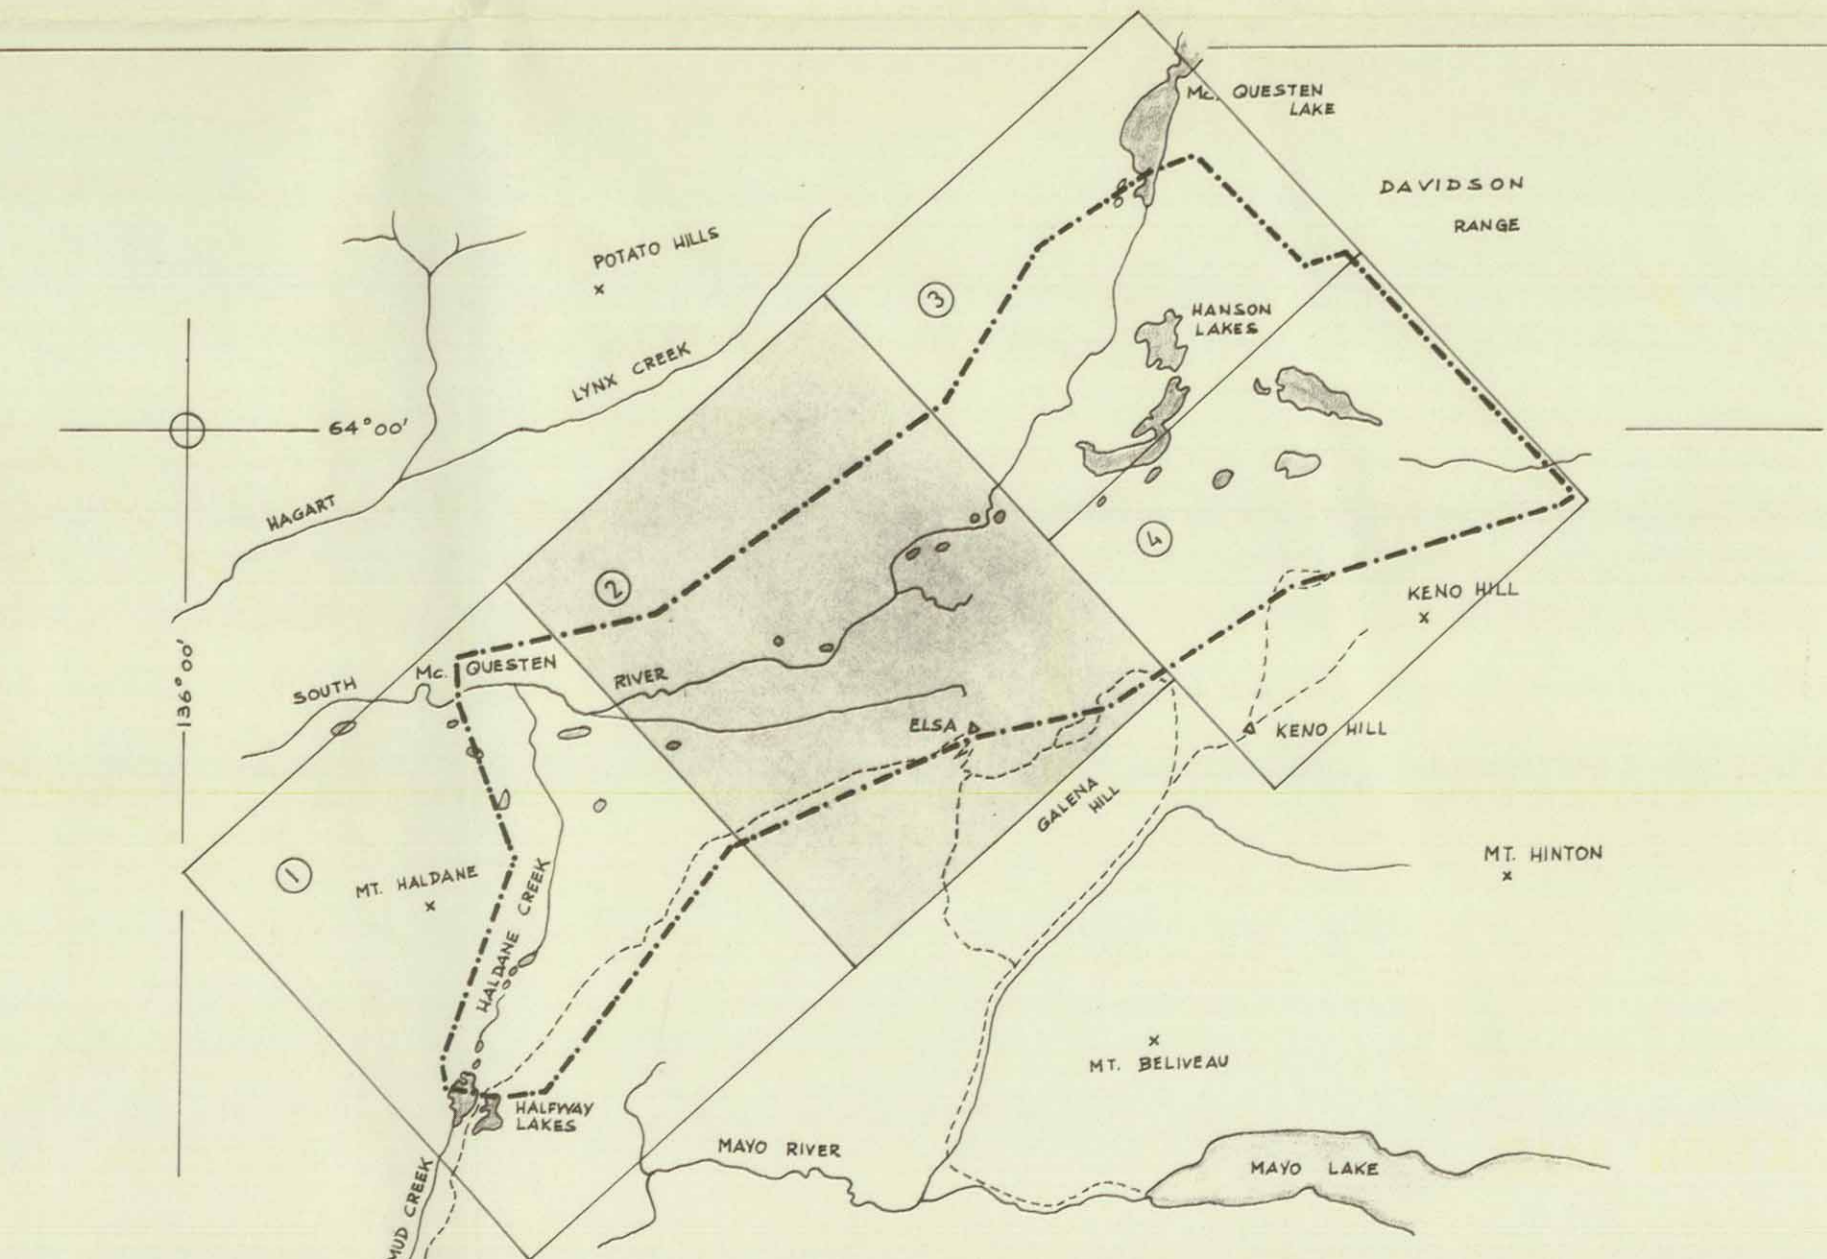 Mc. QUESTEN
LAKE
DAVIDSON
RANGE
POTATO HILLS
3
HANSON
LAKES
LYNX CREEK
64°00'
HAGART
4
2
KENO HILL
136°00'
SOUTH
Mc. QUESTEN
RIVER
ELSA
KENO HILL
GALENA
HILL
1
MT. HALDANE
MT. HINTON
HALDANE CREEK
MT. BELIVEAU
HALFWAY
LAKES
MAYO RIVER
MAYO LAKE
MUD CREEK